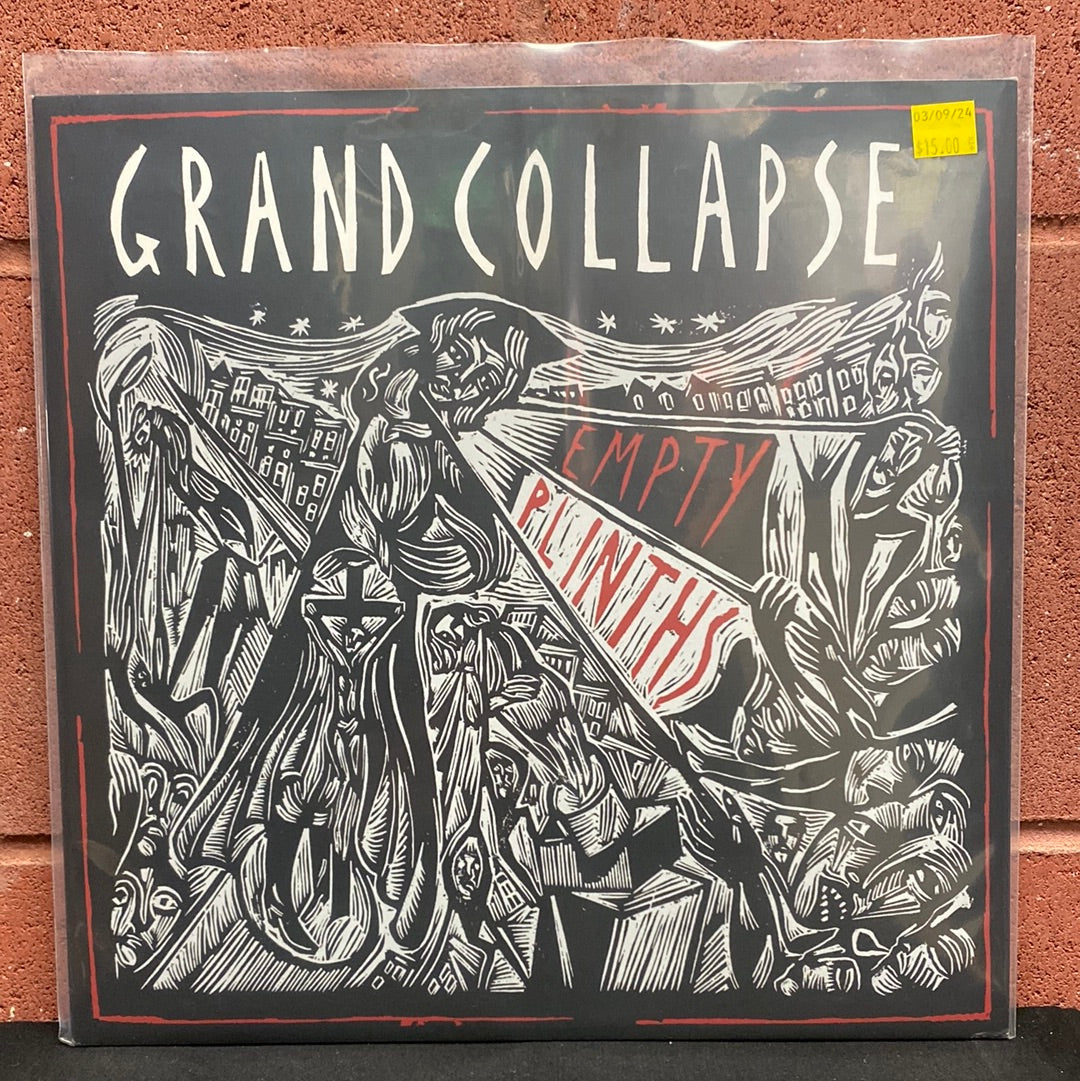 03/09/24
$15.00
GRAND COLLAPSE
EMPTY
PLINTHS